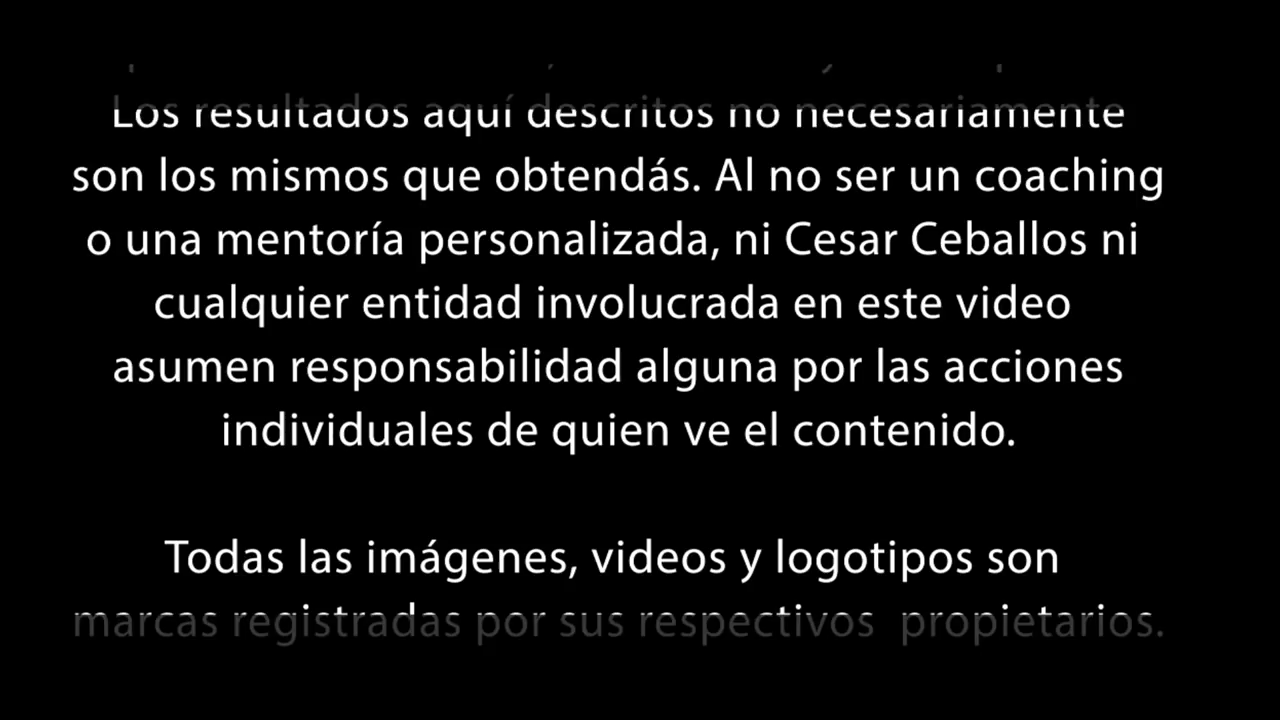 Los resultados aquí descritos no necesariamente
son los mismos que obtendás. Al no ser un coaching
o una mentoría personalizada, ni Cesar Ceballos ni
cualquier entidad involucrada en este video
asumen responsabilidad alguna por las acciones
individuales de quien ve el contenido.
Todas las imágenes, videos y logotipos son
marcas registradas por sus respectivos propietarios.